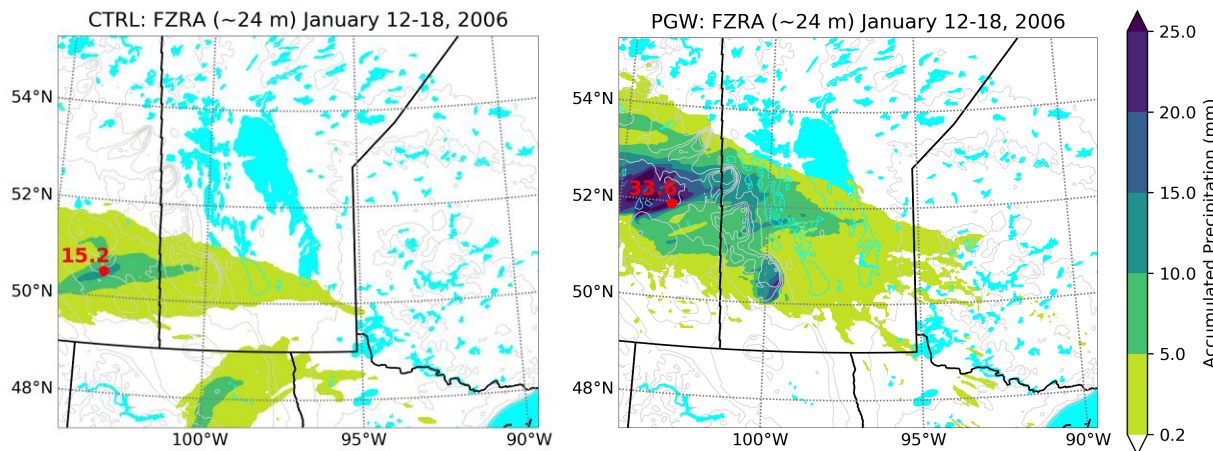 CTRL: FZRA (~24 m) January 12-18, 2006
54°N
52°N
50°N
48°N
100°W
95°W
90°W
15.2
PGW: FZRA (~24 m) January 12-18, 2006
54°N
52°N
50°N
48°N
100°W
95°W
90°W
33.6
25.0
20.0
15.0
10.0
5.0
0.2
Accumulated Precipitation (mm)